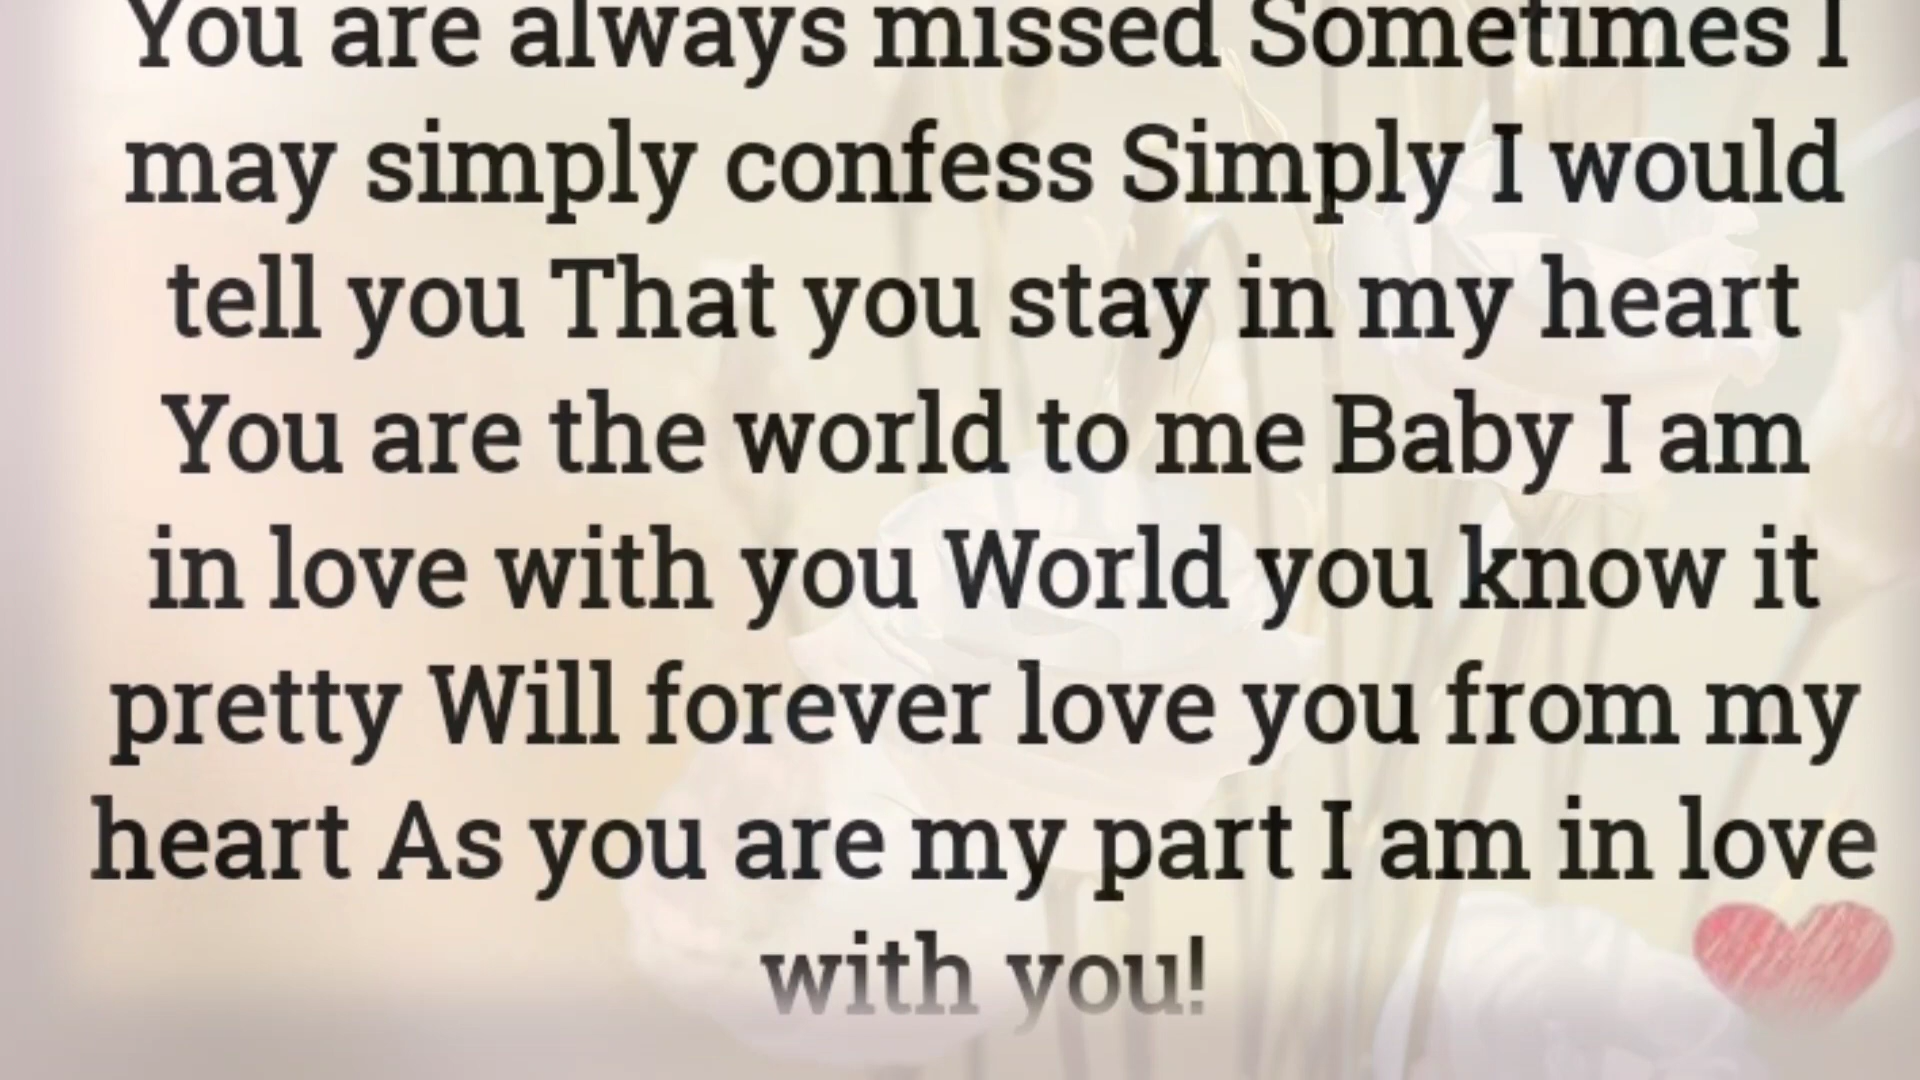 You are always missed Sometimes I
may simply confess Simply I would
tell you That you stay in my heart
You are the world to me Baby I am
in love with you World you know it
pretty Will forever love you from my
heart As you are my part I am in love
with you!